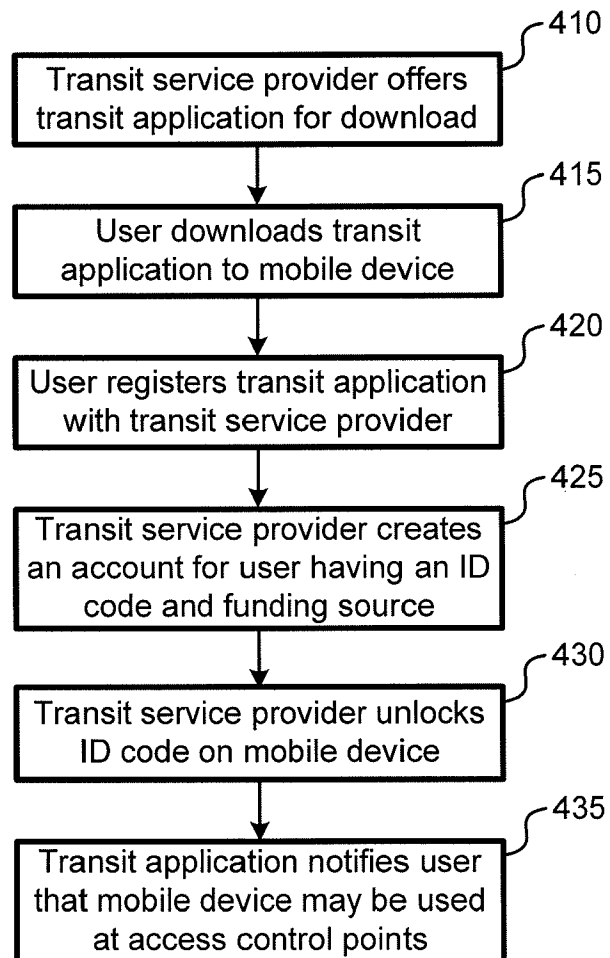 410
Transit service provider offers
transit application for download
415
User downloads transit
application to mobile device
420
User registers transit application
with transit service provider
425
Transit service provider creates
an account for user having an ID
code and funding source
430
Transit service provider unlocks
ID code on mobile device
435
Transit application notifies user
that mobile device may be used
at access control points